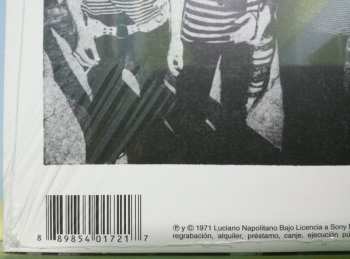 ℗ y © 1971 Luciano Napolitano Bajo Licencia a Sony
regrabación, alquiler, préstamo, canje, ejecución
8 89854 01721 7